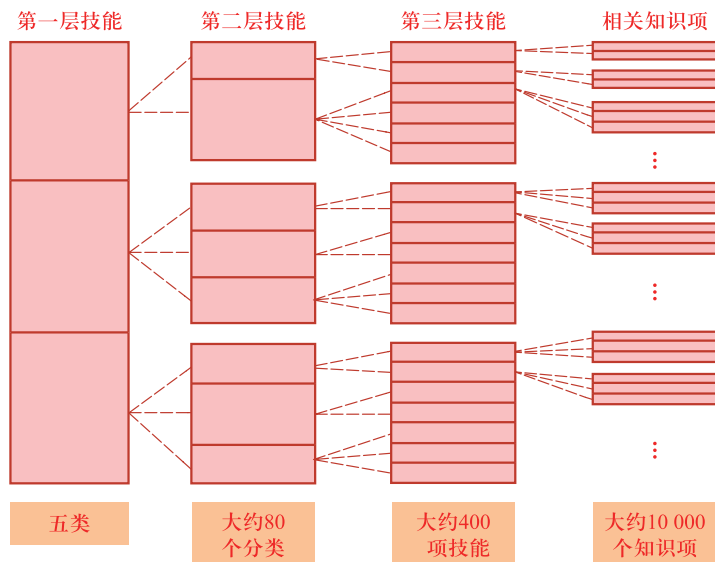 第一层技能
第二层技能
第三层技能
相关知识项
五类
大约80
个分类
大约400
项技能
大约10 000
个知识项